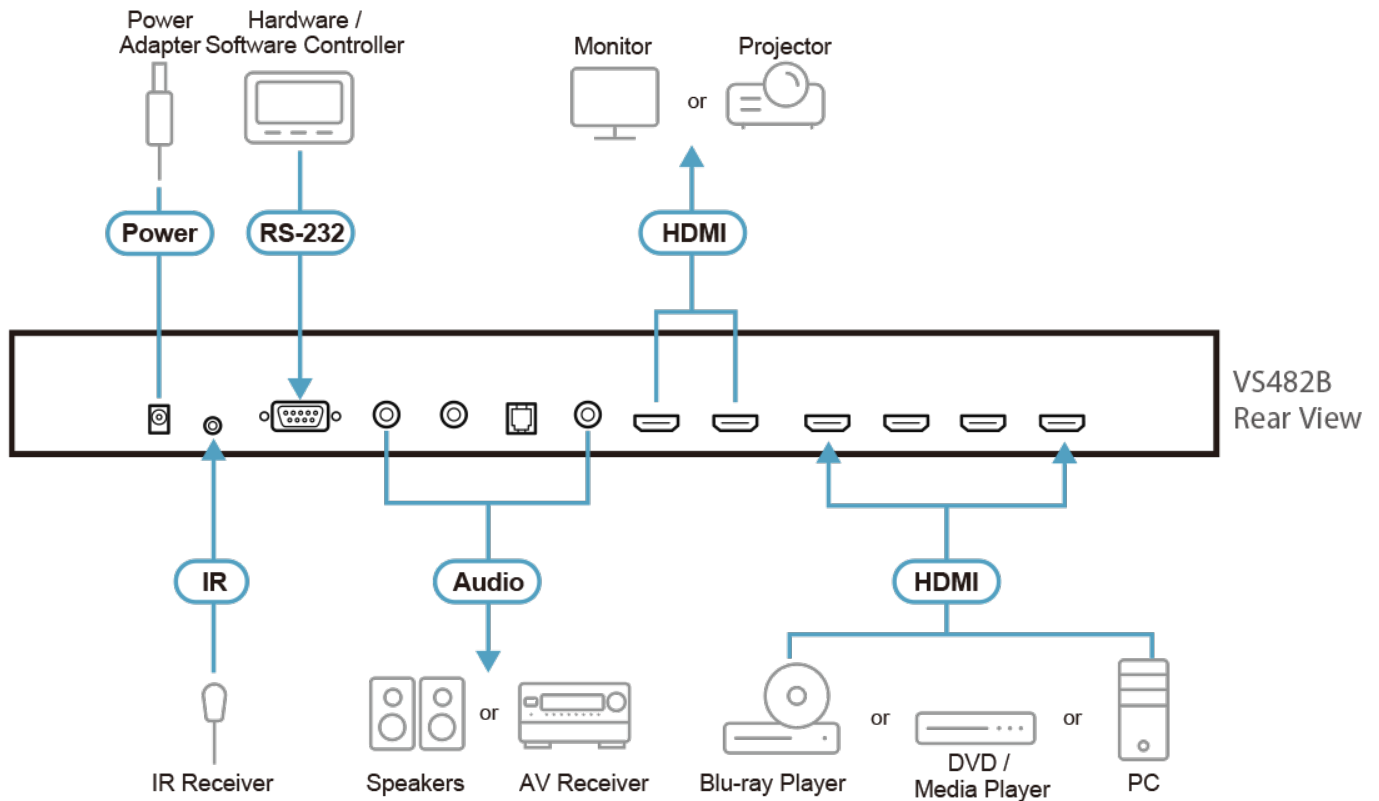 Power
Adapter
Hardware /
Software Controller
Monitor
or
Projector
Power
RS-232
HDMI
VS482B
Rear View
IR
Audio
HDMI
or
or
or
IR Receiver
Speakers
AV Receiver
Blu-ray Player
DVD /
Media Player
PC